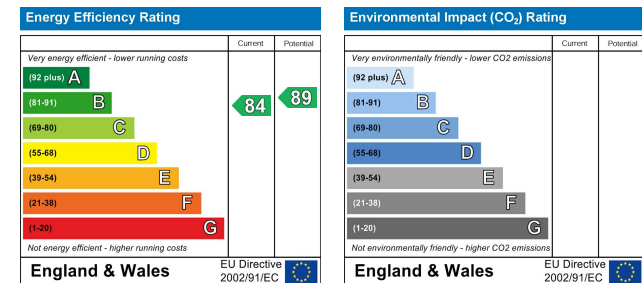 Energy Efficiency Rating
Current Potential
Very energy efficient - lower running costs
(92 plus) A
(81-91) B
84 89
(69-80) C
(55-68) D
(39-54) E
(21-38) F
(1-20) G
Not energy efficient - higher running costs
England & Wales
EU Directive
2002/91/EC
Environmental Impact (CO₂) Rating
Current Potential
Very environmentally friendly - lower CO2 emissions
(92 plus) A
(81-91) B
(69-80) C
(55-68) D
(39-54) E
(21-38) F
(1-20) G
Not environmentally friendly - higher CO2 emissions
England & Wales
EU Directive
2002/91/EC